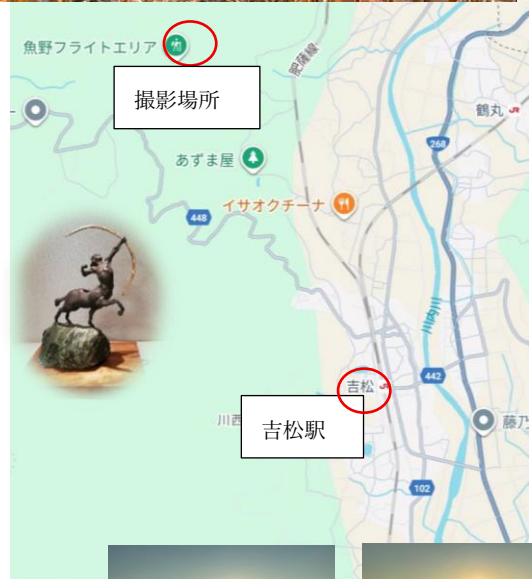 魚野フライトエリア
撮影場所
肥薩線
鶴丸 JR
268
あずま屋
イサオクチーナ
448
川内川
442
吉松 JR
川西
吉松駅
藤乃
102